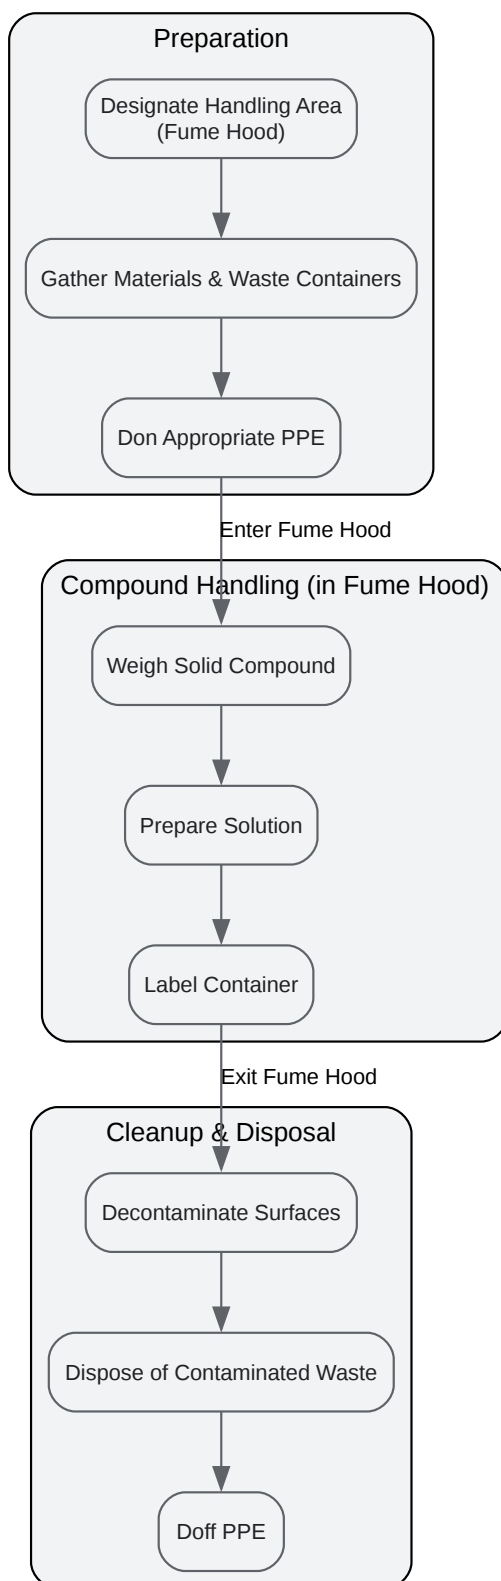 Preparation
Designate Handling Area
(Fume Hood)
Gather Materials & Waste Containers
Don Appropriate PPE
Enter Fume Hood
Compound Handling (in Fume Hood)
Weigh Solid Compound
Prepare Solution
Label Container
Exit Fume Hood
Cleanup & Disposal
Decontaminate Surfaces
Dispose of Contaminated Waste
Doff PPE